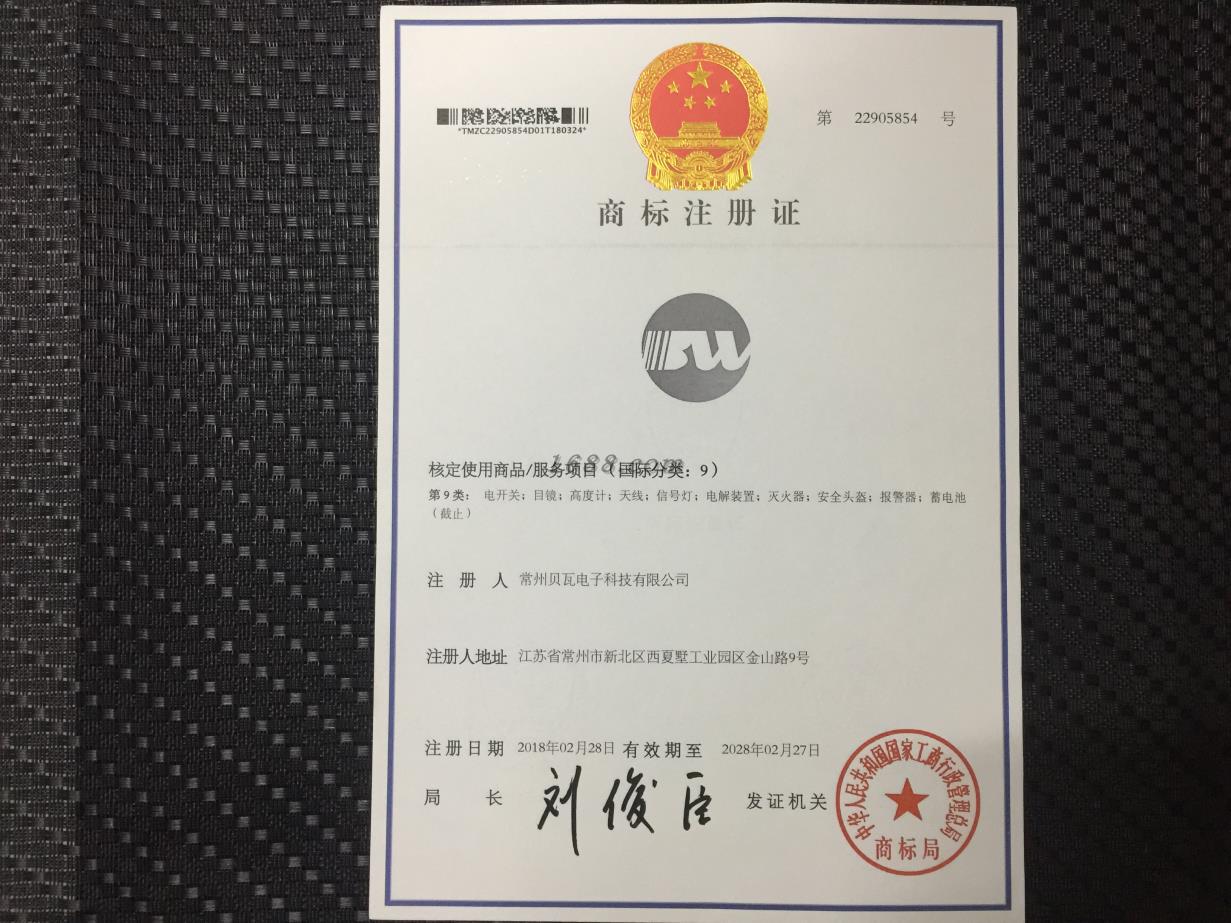 *TMZC22905854D01T180324*
第 22905854 号
商标注册证
BW
1688.com
核定使用商品/服务项目（国际分类：9）
第9类： 电开关；目镜；高度计；天线；信号灯；电解装置；灭火器；安全头盔；报警器；蓄电池
（截止）
注 册 人 常州贝瓦电子科技有限公司
注册人地址 江苏省常州市新北区西夏墅工业园区金山路9号
注册日期 2018年02月28日 有效期至 2028年02月27日
局 长 刘俊臣 发证机关
中华人民共和国国家工商行政管理总局
商标局